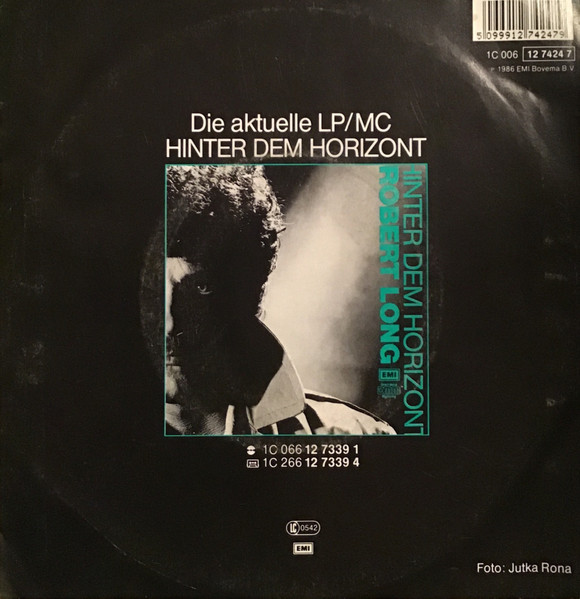 5 099912 742479
1C 006 12 7424 7
℗ 1986 EMI Bovema B.V.
Die aktuelle LP/MC
HINTER DEM HORIZONT
HINTER DEM HORIZONT
ROBERT LONG
EMI
1C 066 12 7339 1
1C 266 12 7339 4
LC 0542
EMI
Foto: Jutka Rona